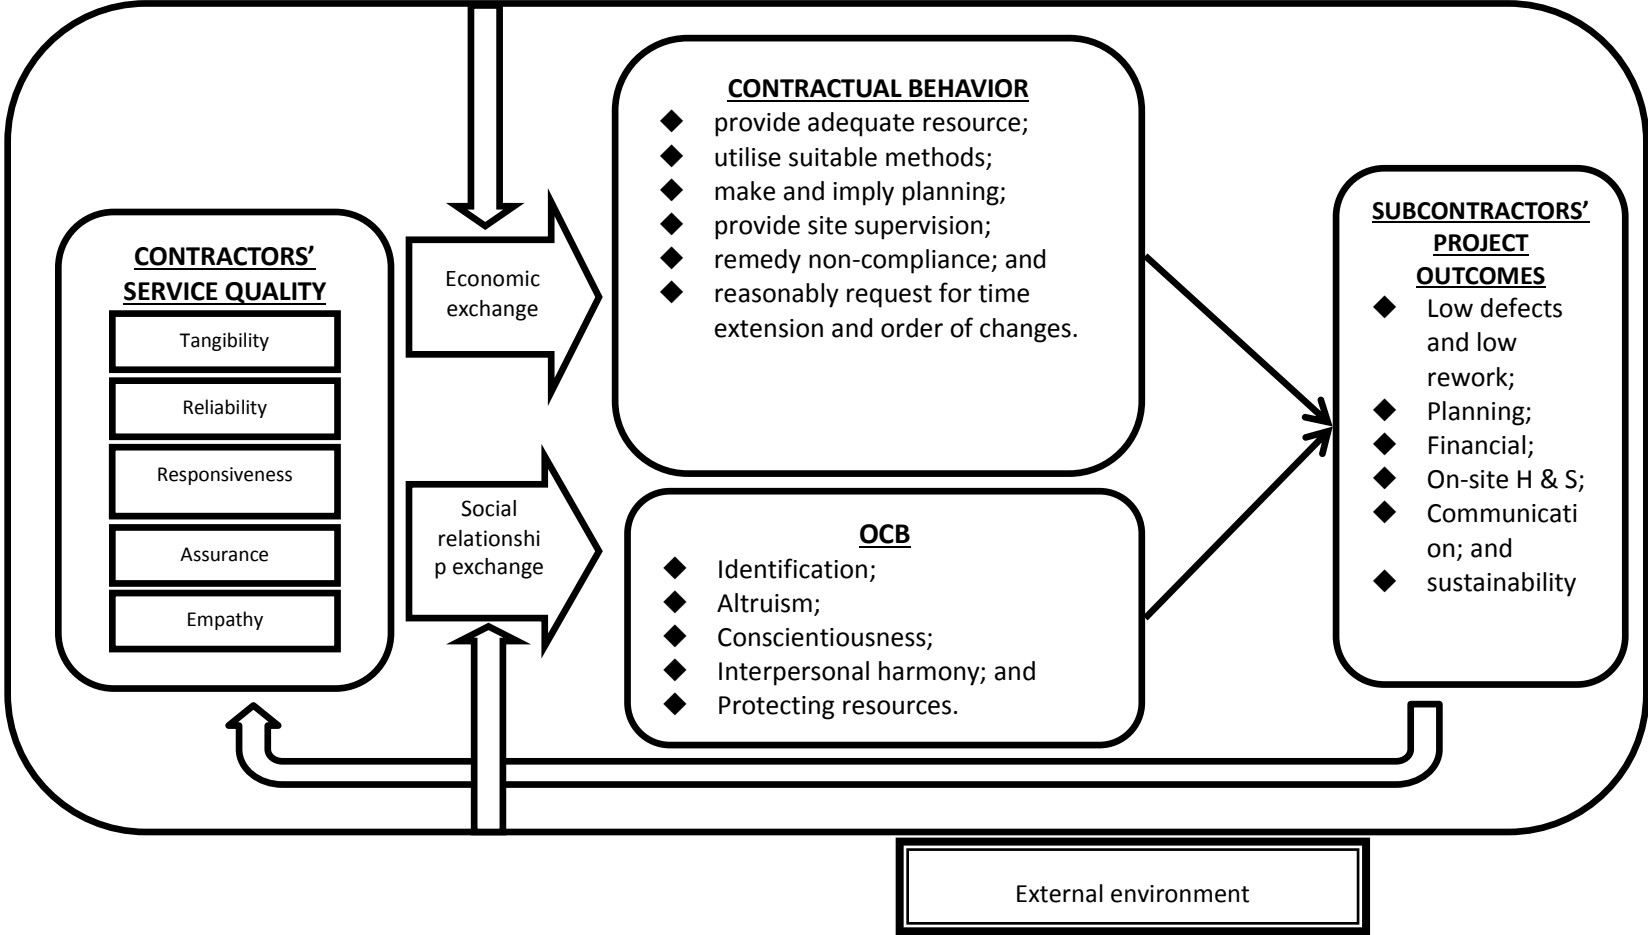 CONTRACTORS’
SERVICE QUALITY
Tangibility
Reliability
Responsiveness
Assurance
Empathy
Economic
exchange
Social
relationshi
p exchange
CONTRACTUAL BEHAVIOR
◆ provide adequate resource;
◆ utilise suitable methods;
◆ make and imply planning;
◆ provide site supervision;
◆ remedy non-compliance; and
◆ reasonably request for time
extension and order of changes.
OCB
◆ Identification;
◆ Altruism;
◆ Conscientiousness;
◆ Interpersonal harmony; and
◆ Protecting resources.
SUBCONTRACTORS’
PROJECT
OUTCOMES
◆ Low defects
and low
rework;
◆ Planning;
◆ Financial;
◆ On-site H & S;
◆ Communicati
on; and
◆ sustainability
External environment